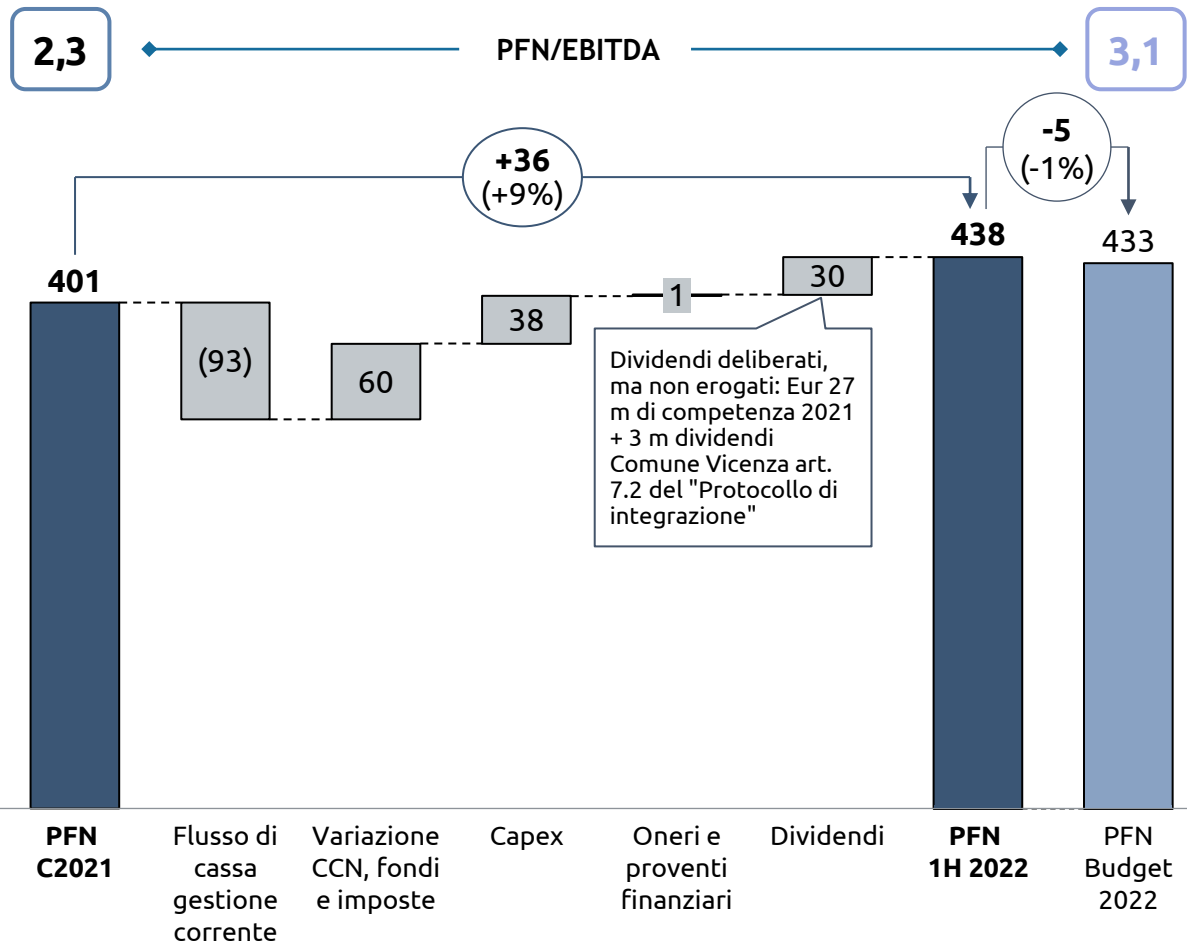 2,3
PFN/EBITDA
3,1
-5
(-1%)
+36
(+9%)
438
433
401
30
1
38
(93)
60
Dividendi deliberati,
ma non erogati: Eur 27
m di competenza 2021
+ 3 m dividendi
Comune Vicenza art.
7.2 del "Protocollo di
integrazione"
PFN
C2021
Flusso di
cassa
gestione
corrente
Variazione
CCN, fondi
e imposte
Capex
Oneri e
proventi
finanziari
Dividendi
PFN
1H 2022
PFN
Budget
2022